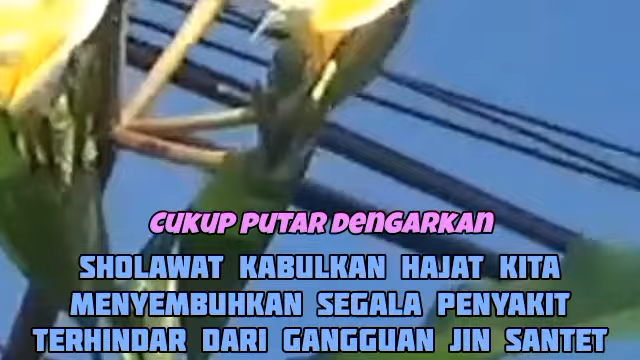 CUKUP PUTAR DENGARKAN
SHOLAWAT KABULKAN HAJAT KITA
MENYEMBUHKAN SEGALA PENYAKIT
TERHINDAR DARI GANGGUAN JIN SANTET